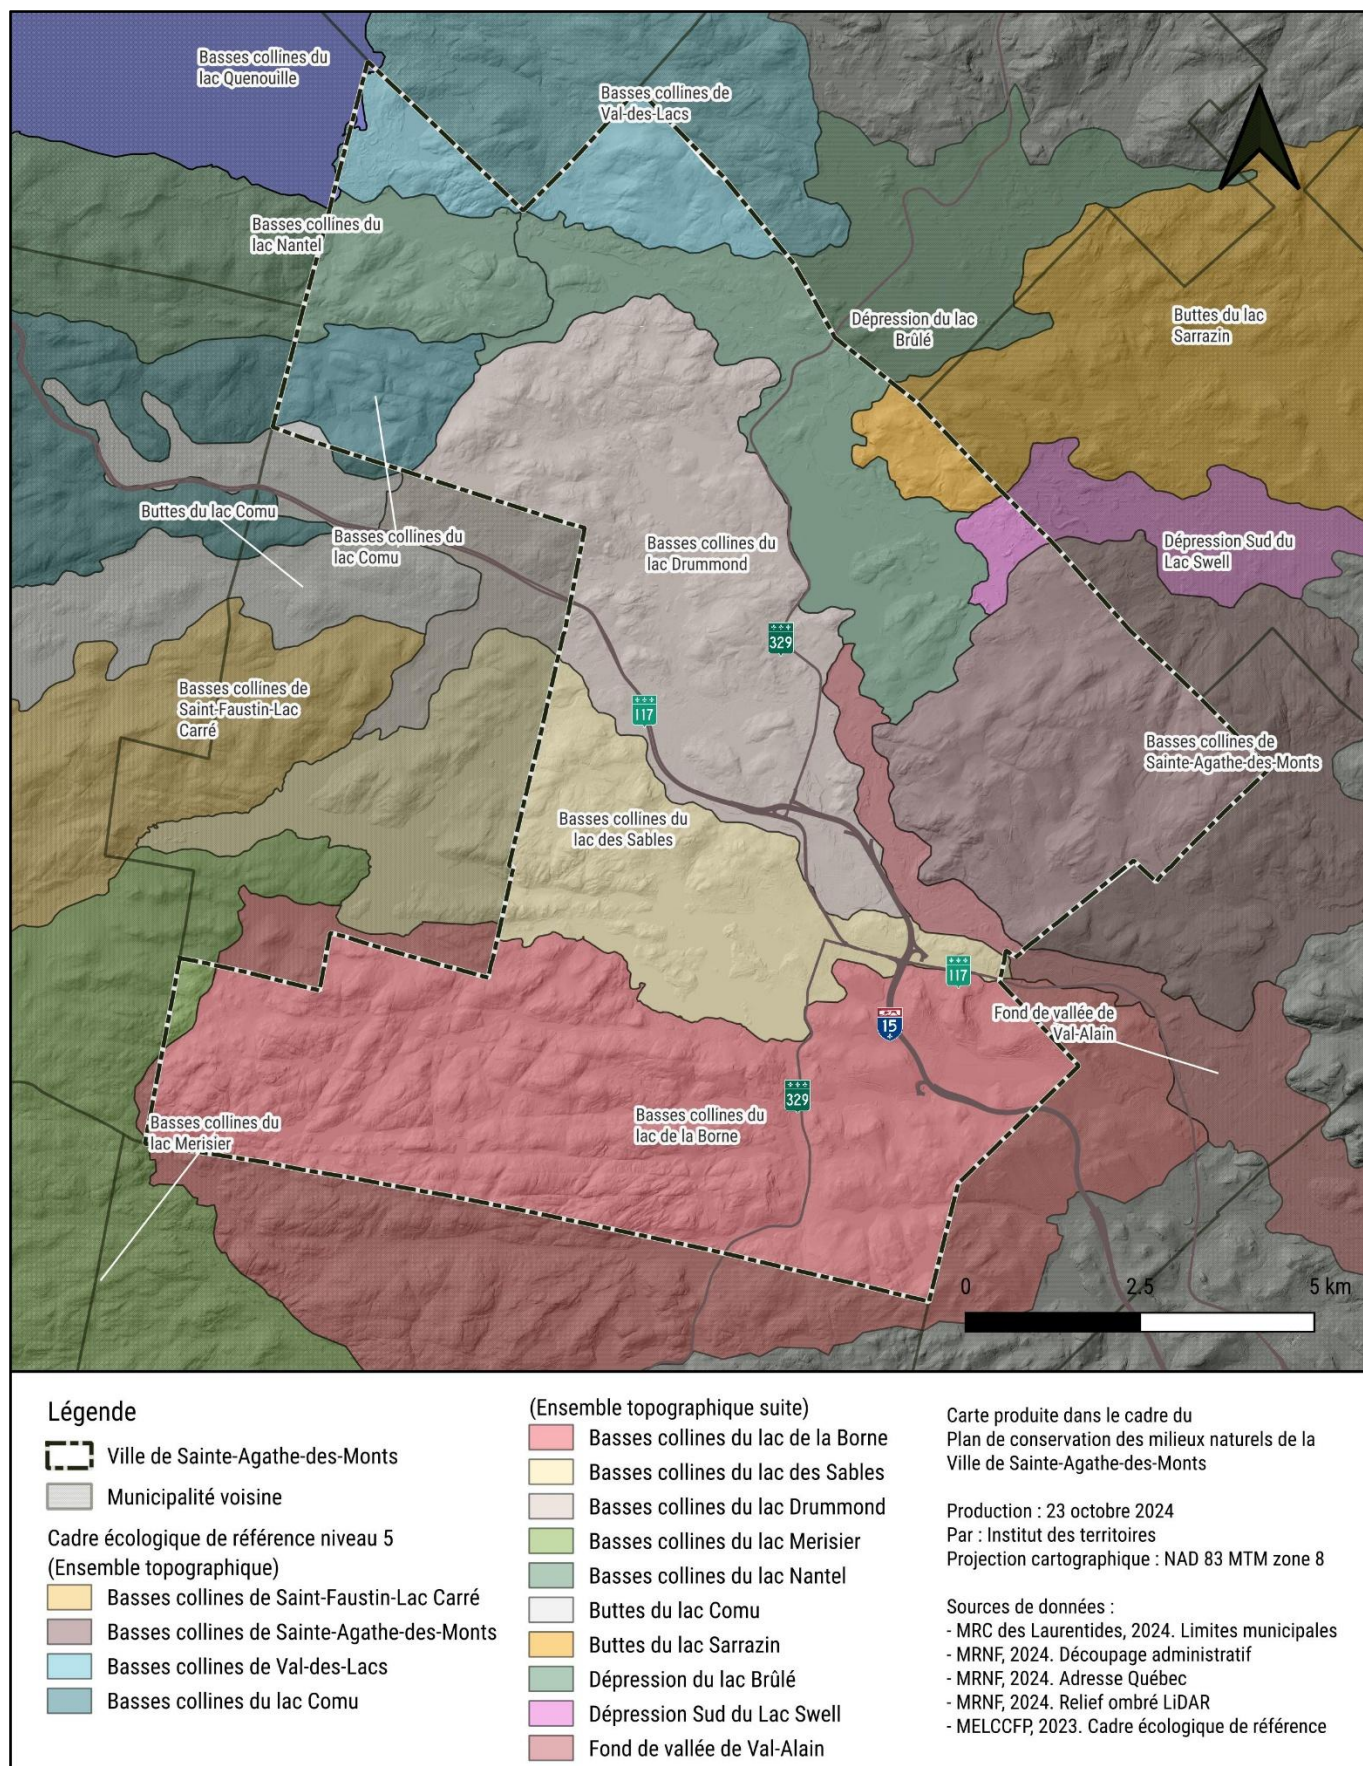 Basses collines du
lac Quenouille
Basses collines de
Val-des-Lacs
Basses collines du
lac Nantel
Dépression du lac
Brûlé
Buttes du lac
Sarrazin
Buttes du lac Comu
Basses collines du
lac Comu
Basses collines du
lac Drummond
Dépression Sud du
Lac Swell
329
Basses collines de
Saint-Faustin-Lac
Carré
117
Basses collines de
Sainte-Agathe-des-Monts
Basses collines du
lac des Sables
117
Fond de vallée de
Val-Alain
15
329
Basses collines du
lac Merisier
Basses collines du
lac de la Borne
0 2.5 5 km
Légende
Ville de Sainte-Agathe-des-Monts
Municipalité voisine
Cadre écologique de référence niveau 5
(Ensemble topographique)
Basses collines de Saint-Faustin-Lac Carré
Basses collines de Sainte-Agathe-des-Monts
Basses collines de Val-des-Lacs
Basses collines du lac Comu
(Ensemble topographique suite)
Basses collines du lac de la Borne
Basses collines du lac des Sables
Basses collines du lac Drummond
Basses collines du lac Merisier
Basses collines du lac Nantel
Buttes du lac Comu
Buttes du lac Sarrazin
Dépression du lac Brûlé
Dépression Sud du Lac Swell
Fond de vallée de Val-Alain
Carte produite dans le cadre du
Plan de conservation des milieux naturels de la
Ville de Sainte-Agathe-des-Monts
Production : 23 octobre 2024
Par : Institut des territoires
Projection cartographique : NAD 83 MTM zone 8
Sources de données :
- MRC des Laurentides, 2024. Limites municipales
- MRNF, 2024. Découpage administratif
- MRNF, 2024. Adresse Québec
- MRNF, 2024. Relief ombré LiDAR
- MELCCFP, 2023. Cadre écologique de référence